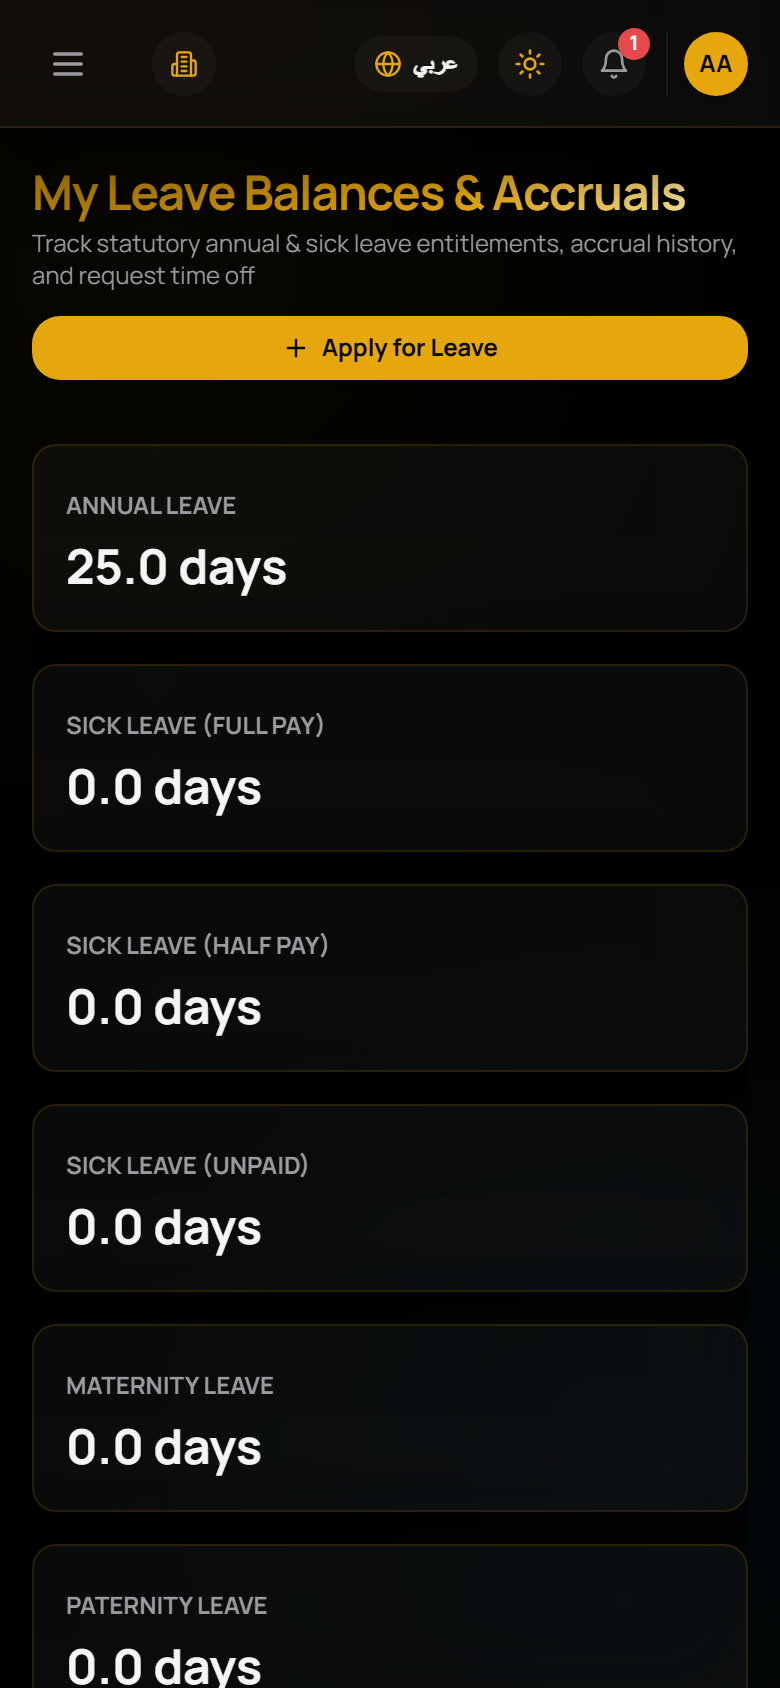 عربي
1
AA
My Leave Balances & Accruals
Track statutory annual & sick leave entitlements, accrual history,
and request time off
+ Apply for Leave
ANNUAL LEAVE
25.0 days
SICK LEAVE (FULL PAY)
0.0 days
SICK LEAVE (HALF PAY)
0.0 days
SICK LEAVE (UNPAID)
0.0 days
MATERNITY LEAVE
0.0 days
PATERNITY LEAVE
0.0 days